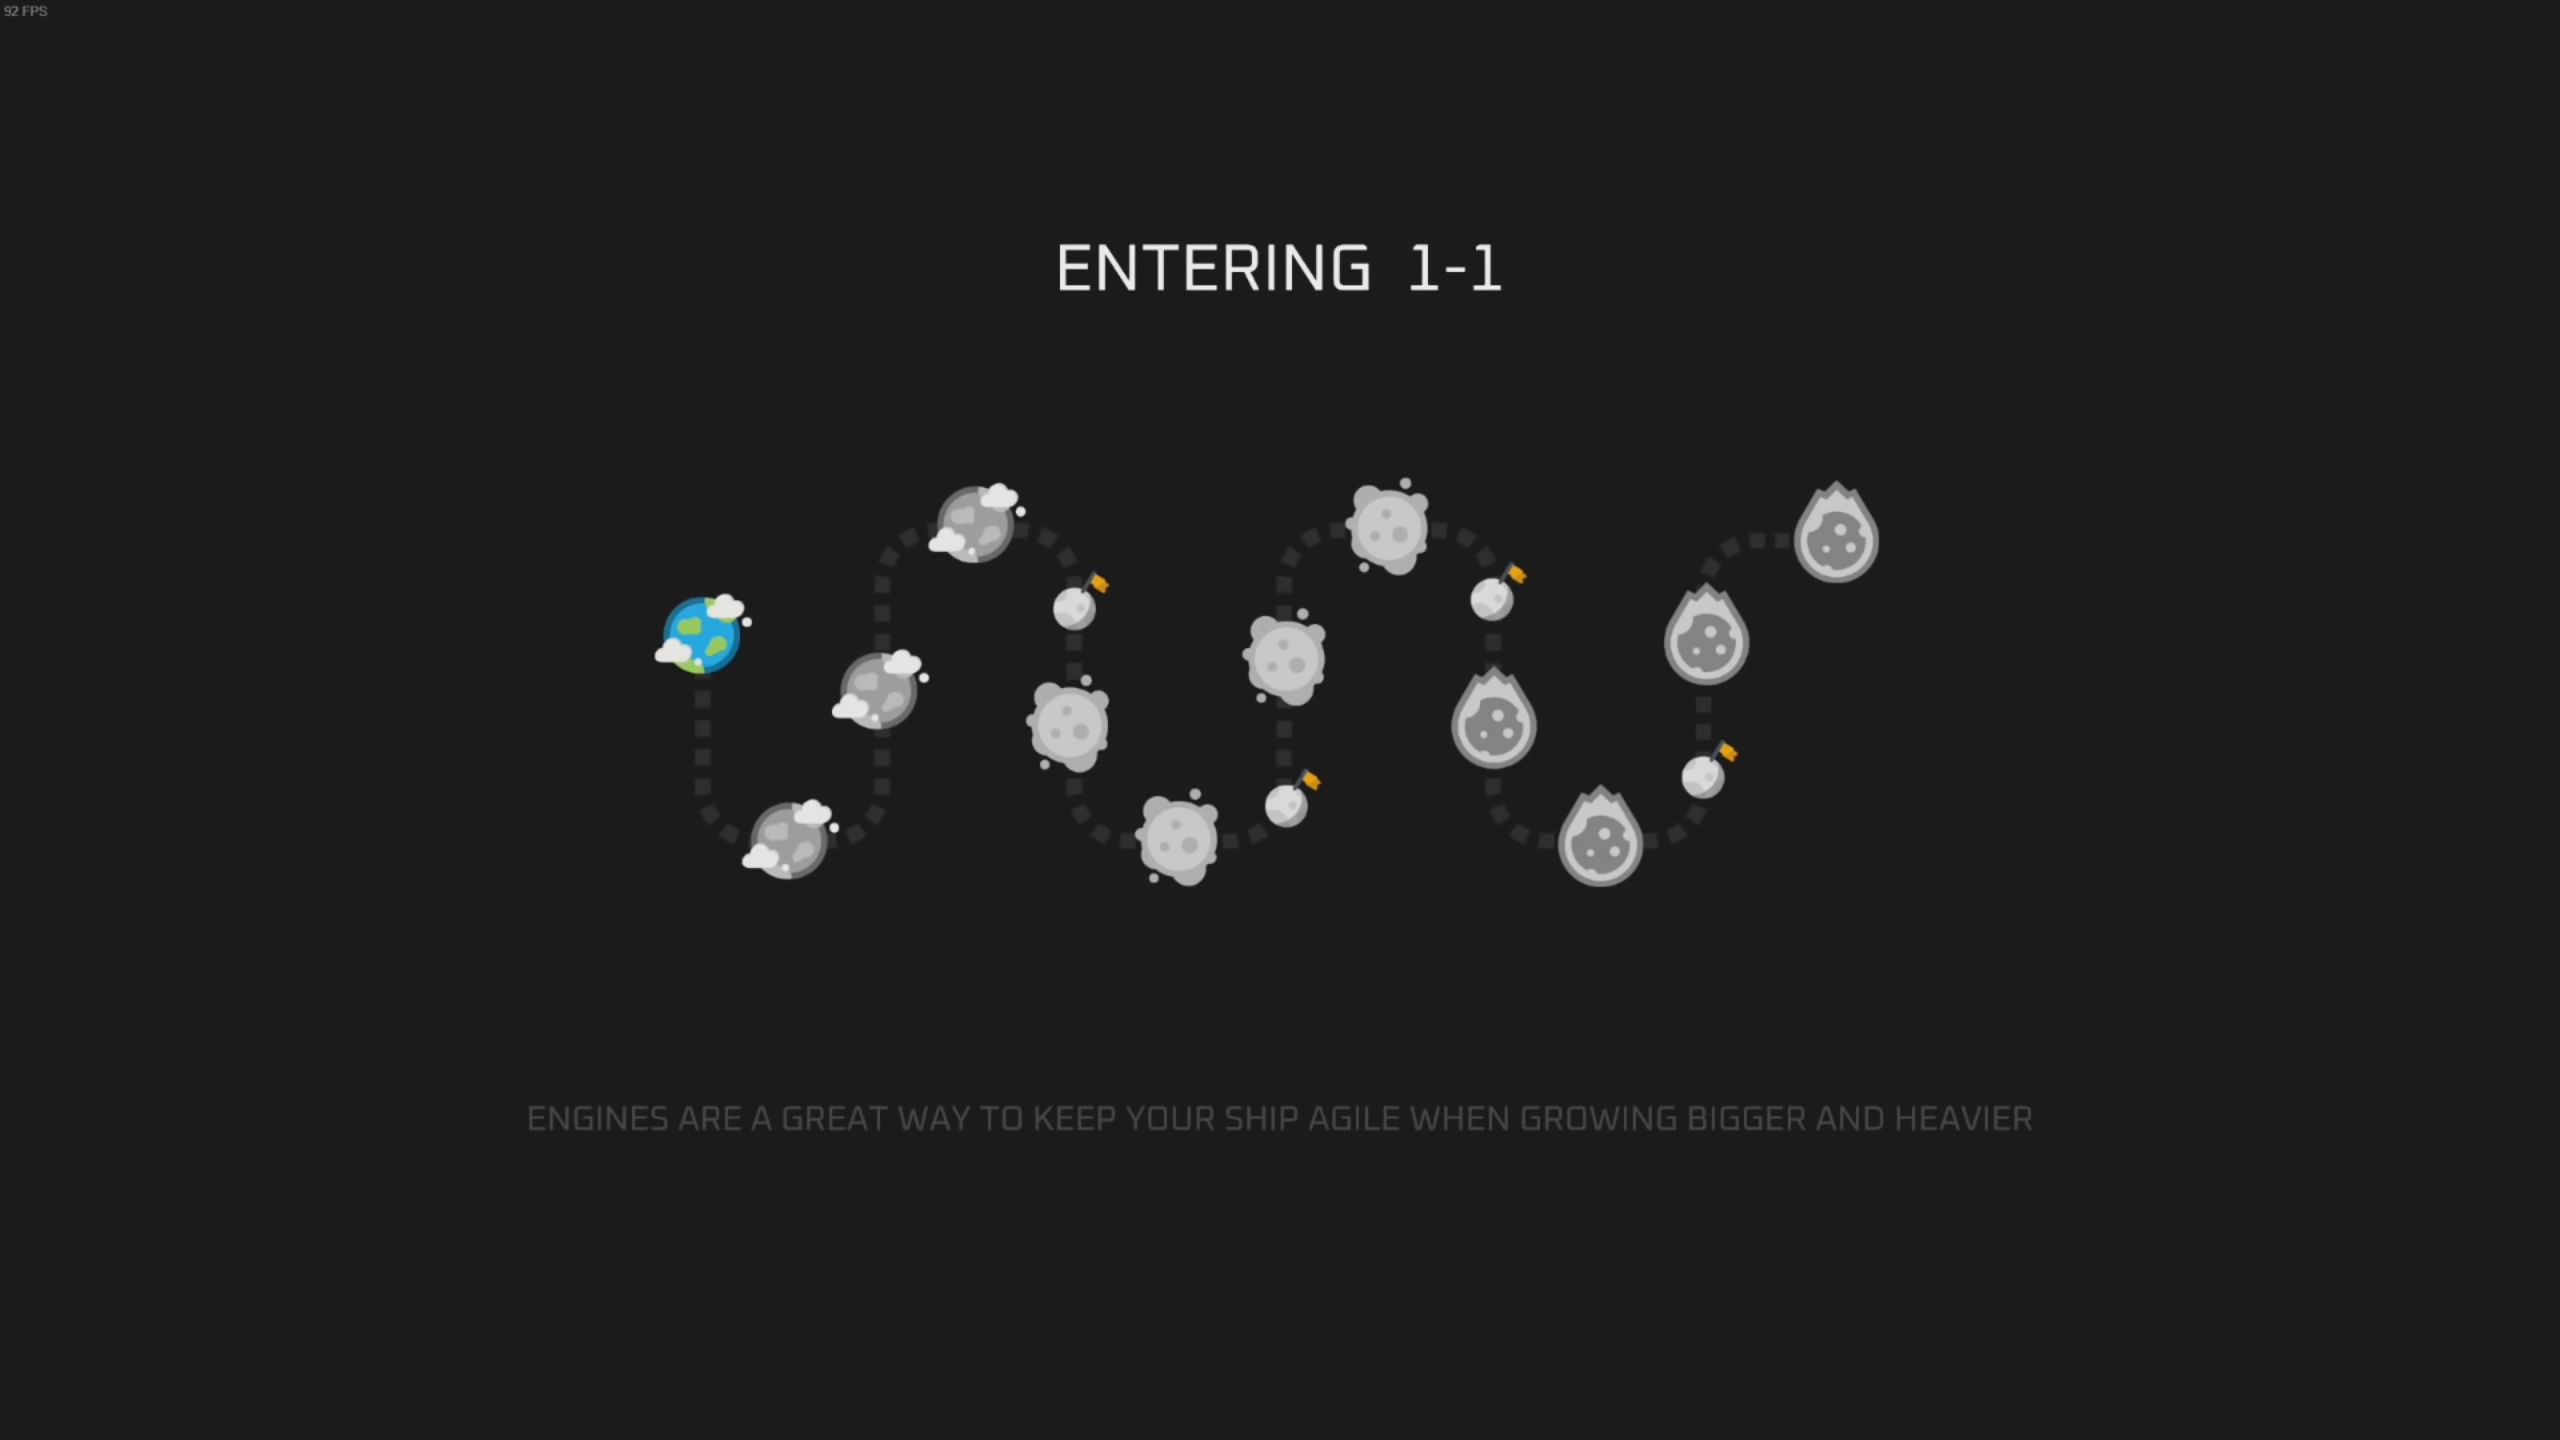 92 FPS
ENTERING 1-1
ENGINES ARE A GREAT WAY TO KEEP YOUR SHIP AGILE WHEN GROWING BIGGER AND HEAVIER